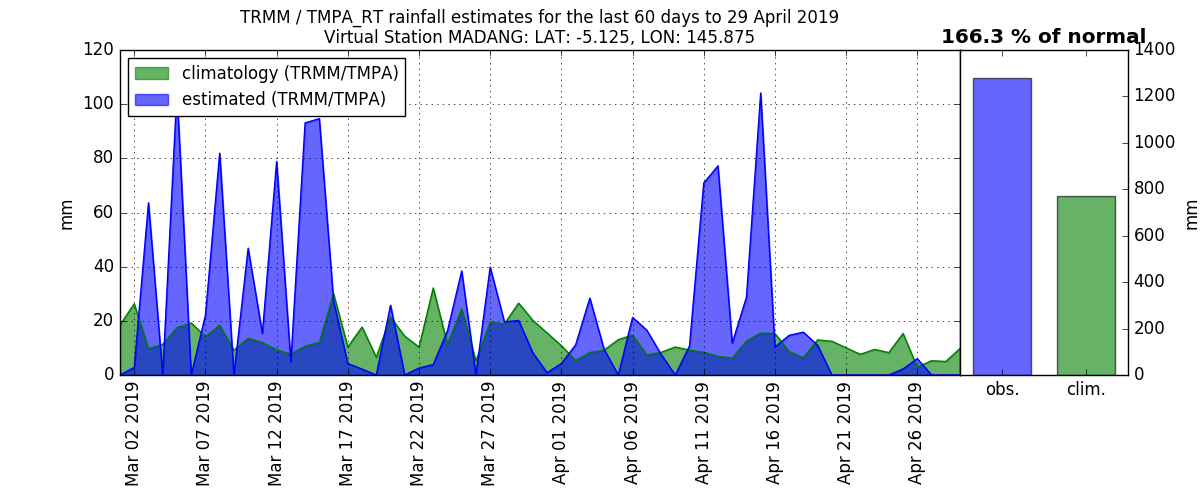 TRMM / TMPA_RT rainfall estimates for the last 60 days to 29 April 2019
Virtual Station MADANG: LAT: -5.125, LON: 145.875
166.3 % of normal
climatology (TRMM/TMPA)
estimated (TRMM/TMPA)
mm
120
100
80
60
40
20
0
Mar 02 2019
Mar 07 2019
Mar 12 2019
Mar 17 2019
Mar 22 2019
Mar 27 2019
Apr 01 2019
Apr 06 2019
Apr 11 2019
Apr 16 2019
Apr 21 2019
Apr 26 2019
obs.
clim.
1400
1200
1000
800
600
400
200
0
mm